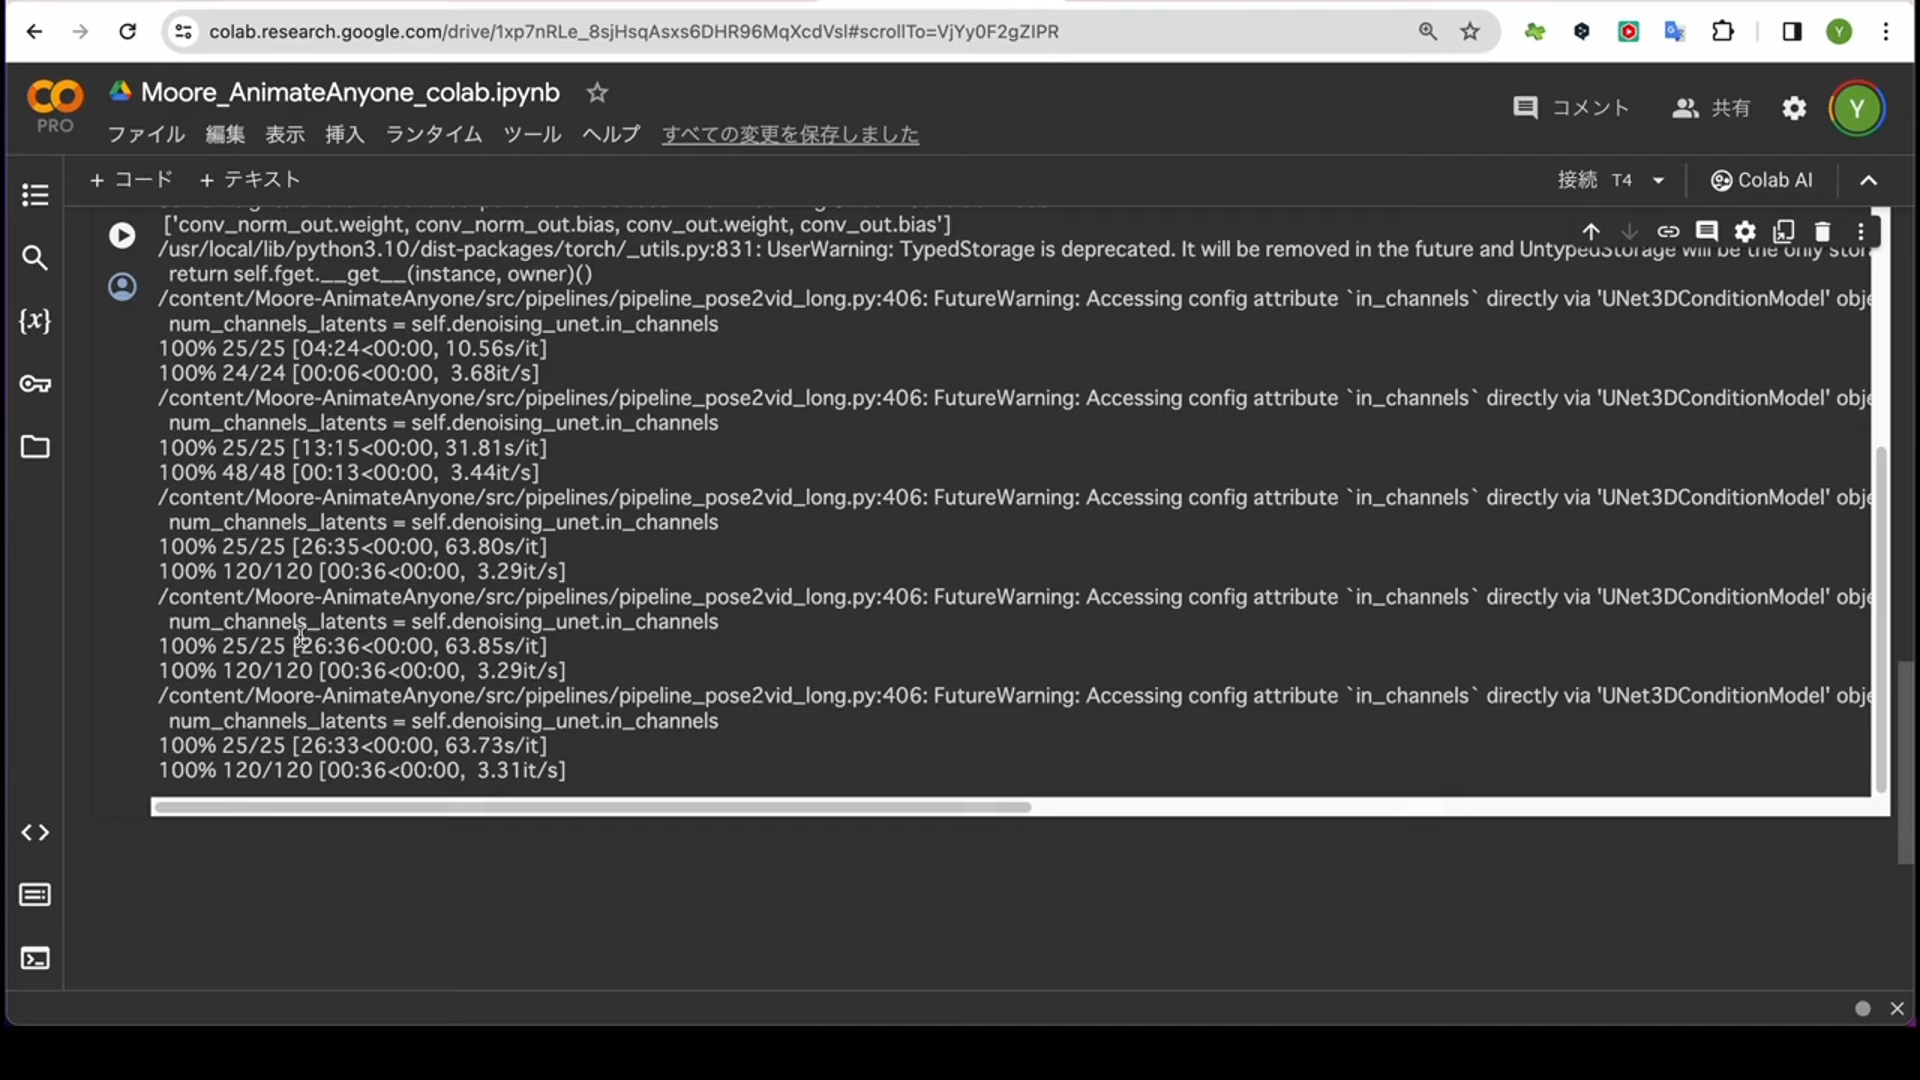 colab.research.google.com/drive/1xp7nRLe_8sjHsqAsxs6DHR96MqXcdVsl#scrollTo=VjYy0F2gZIPR
Y
CO
PRO
Moore_AnimateAnyone_colab.ipynb
コメント
共有
Y
ファイル 編集 表示 挿入 ランタイム ツール ヘルプ すべての変更を保存しました
+ コード + テキスト
接続 T4
Colab AI
['conv_norm_out.weight, conv_norm_out.bias, conv_out.weight, conv_out.bias']
/usr/local/lib/python3.10/dist-packages/torch/_utils.py:831: UserWarning: TypedStorage is deprecated. It will be removed in the future and UntypedStorage will be the only
return self.fget.__get__(instance, owner)()
/content/Moore-AnimateAnyone/src/pipelines/pipeline_pose2vid_long.py:406: FutureWarning: Accessing config attribute `in_channels` directly via 'UNet3DConditionModel' obje
num_channels_latents = self.denoising_unet.in_channels
100% 25/25 [04:24<00:00, 10.56s/it]
100% 24/24 [00:06<00:00, 3.68it/s]
/content/Moore-AnimateAnyone/src/pipelines/pipeline_pose2vid_long.py:406: FutureWarning: Accessing config attribute `in_channels` directly via 'UNet3DConditionModel' obje
num_channels_latents = self.denoising_unet.in_channels
100% 25/25 [13:15<00:00, 31.81s/it]
100% 48/48 [00:13<00:00, 3.44it/s]
/content/Moore-AnimateAnyone/src/pipelines/pipeline_pose2vid_long.py:406: FutureWarning: Accessing config attribute `in_channels` directly via 'UNet3DConditionModel' obje
num_channels_latents = self.denoising_unet.in_channels
100% 25/25 [26:35<00:00, 63.80s/it]
100% 120/120 [00:36<00:00, 3.29it/s]
/content/Moore-AnimateAnyone/src/pipelines/pipeline_pose2vid_long.py:406: FutureWarning: Accessing config attribute `in_channels` directly via 'UNet3DConditionModel' obje
num_channels_latents = self.denoising_unet.in_channels
100% 25/25 [26:36<00:00, 63.85s/it]
100% 120/120 [00:36<00:00, 3.29it/s]
/content/Moore-AnimateAnyone/src/pipelines/pipeline_pose2vid_long.py:406: FutureWarning: Accessing config attribute `in_channels` directly via 'UNet3DConditionModel' obje
num_channels_latents = self.denoising_unet.in_channels
100% 25/25 [26:33<00:00, 63.73s/it]
100% 120/120 [00:36<00:00, 3.31it/s]